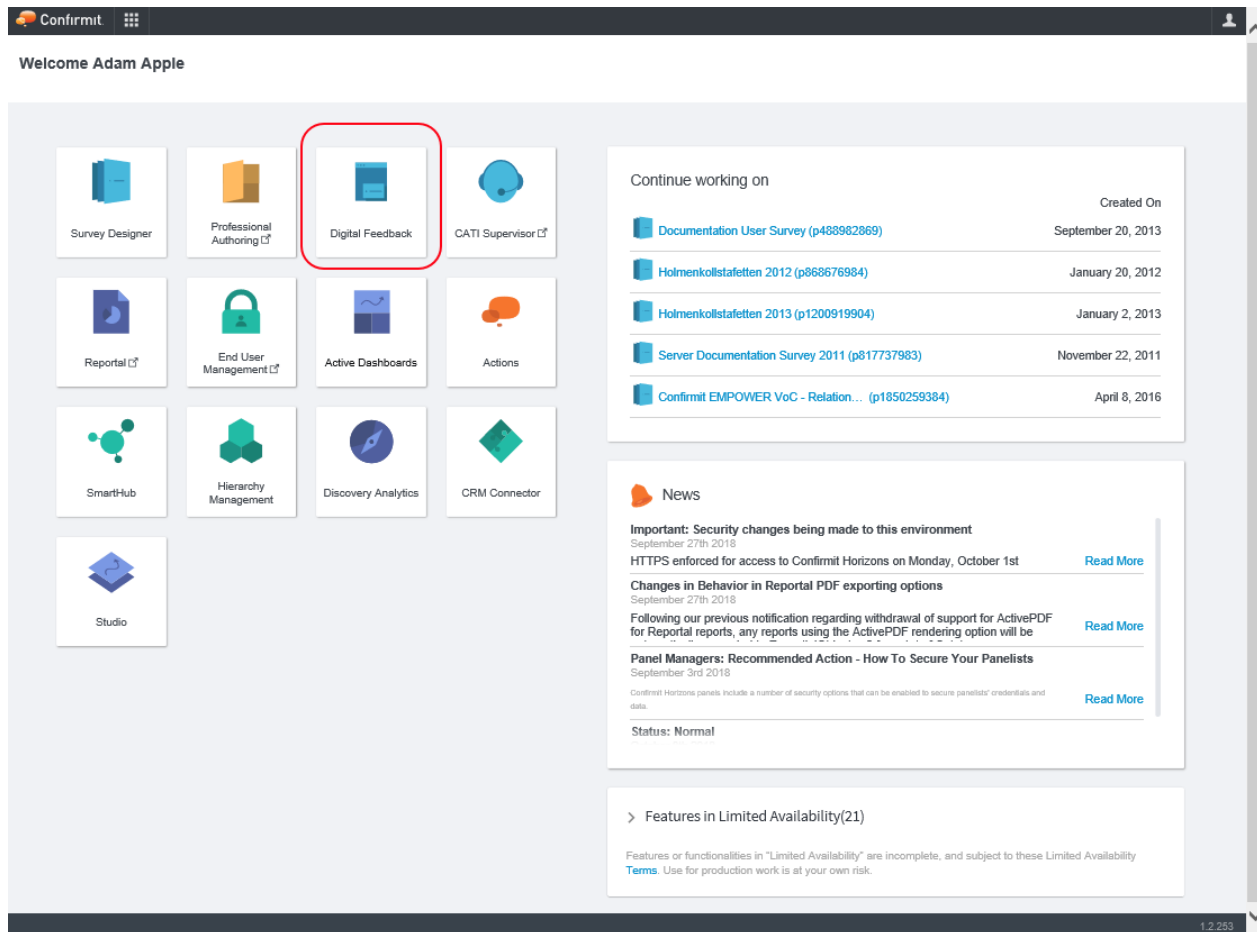 Confirmit
Welcome Adam Apple
Survey Designer
Professional
Authoring
Digital Feedback
CATI Supervisor
Reportal
End User
Management
Active Dashboards
Actions
SmartHub
Hierarchy
Management
Discovery Analytics
CRM Connector
Studio
Continue working on
Created On
Documentation User Survey (p488982869) September 20, 2013
Holmenkollstafetten 2012 (p868676984) January 20, 2012
Holmenkollstafetten 2013 (p1200919904) January 2, 2013
Server Documentation Survey 2011 (p817737983) November 22, 2011
Confirmit EMPOWER VoC - Relation... (p1850259384) April 8, 2016
News
Important: Security changes being made to this environment
September 27th 2018
HTTPS enforced for access to Confirmit Horizons on Monday, October 1st Read More
Changes in Behavior in Reportal PDF exporting options
September 27th 2018
Following our previous notification regarding withdrawal of support for ActivePDF
for Reportal reports, any reports using the ActivePDF rendering option will be
Read More
Panel Managers: Recommended Action - How To Secure Your Panelists
September 3rd 2018
Confirmit Horizons panels include a number of security options that can be enabled to secure panelists' credentials and
data.
Read More
Status: Normal
Features in Limited Availability(21)
Features or functionalities in "Limited Availability" are incomplete, and subject to these Limited Availability
Terms. Use for production work is at your own risk.
1.2.253